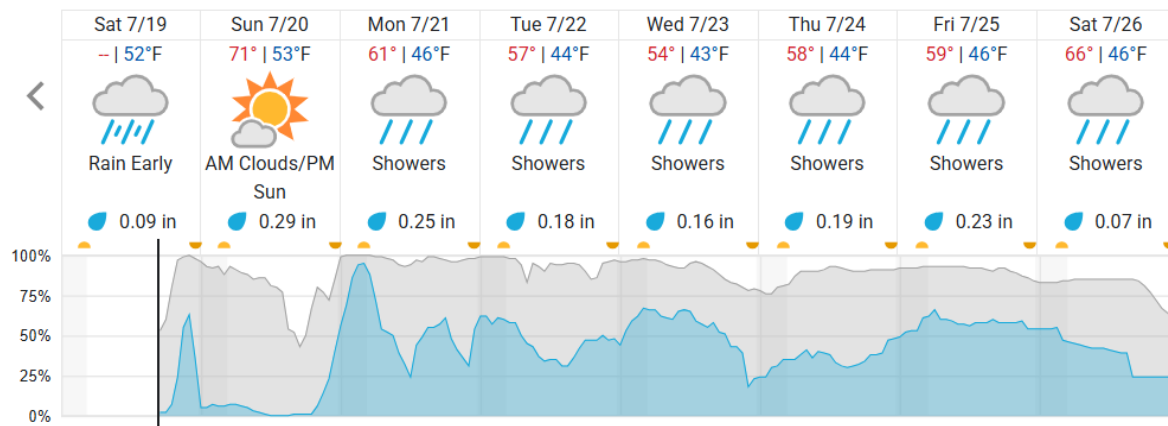 Sat 7/19 Sun 7/20 Mon 7/21 Tue 7/22 Wed 7/23 Thu 7/24 Fri 7/25 Sat 7/26
-- | 52°F 71° | 53°F 61° | 46°F 57° | 44°F 54° | 43°F 58° | 44°F 59° | 46°F 66° | 46°F
Rain Early AM Clouds/PM Showers Showers Showers Showers Showers Showers
Sun
0.09 in 0.29 in 0.25 in 0.18 in 0.16 in 0.19 in 0.23 in 0.07 in
100%
75%
50%
25%
0%